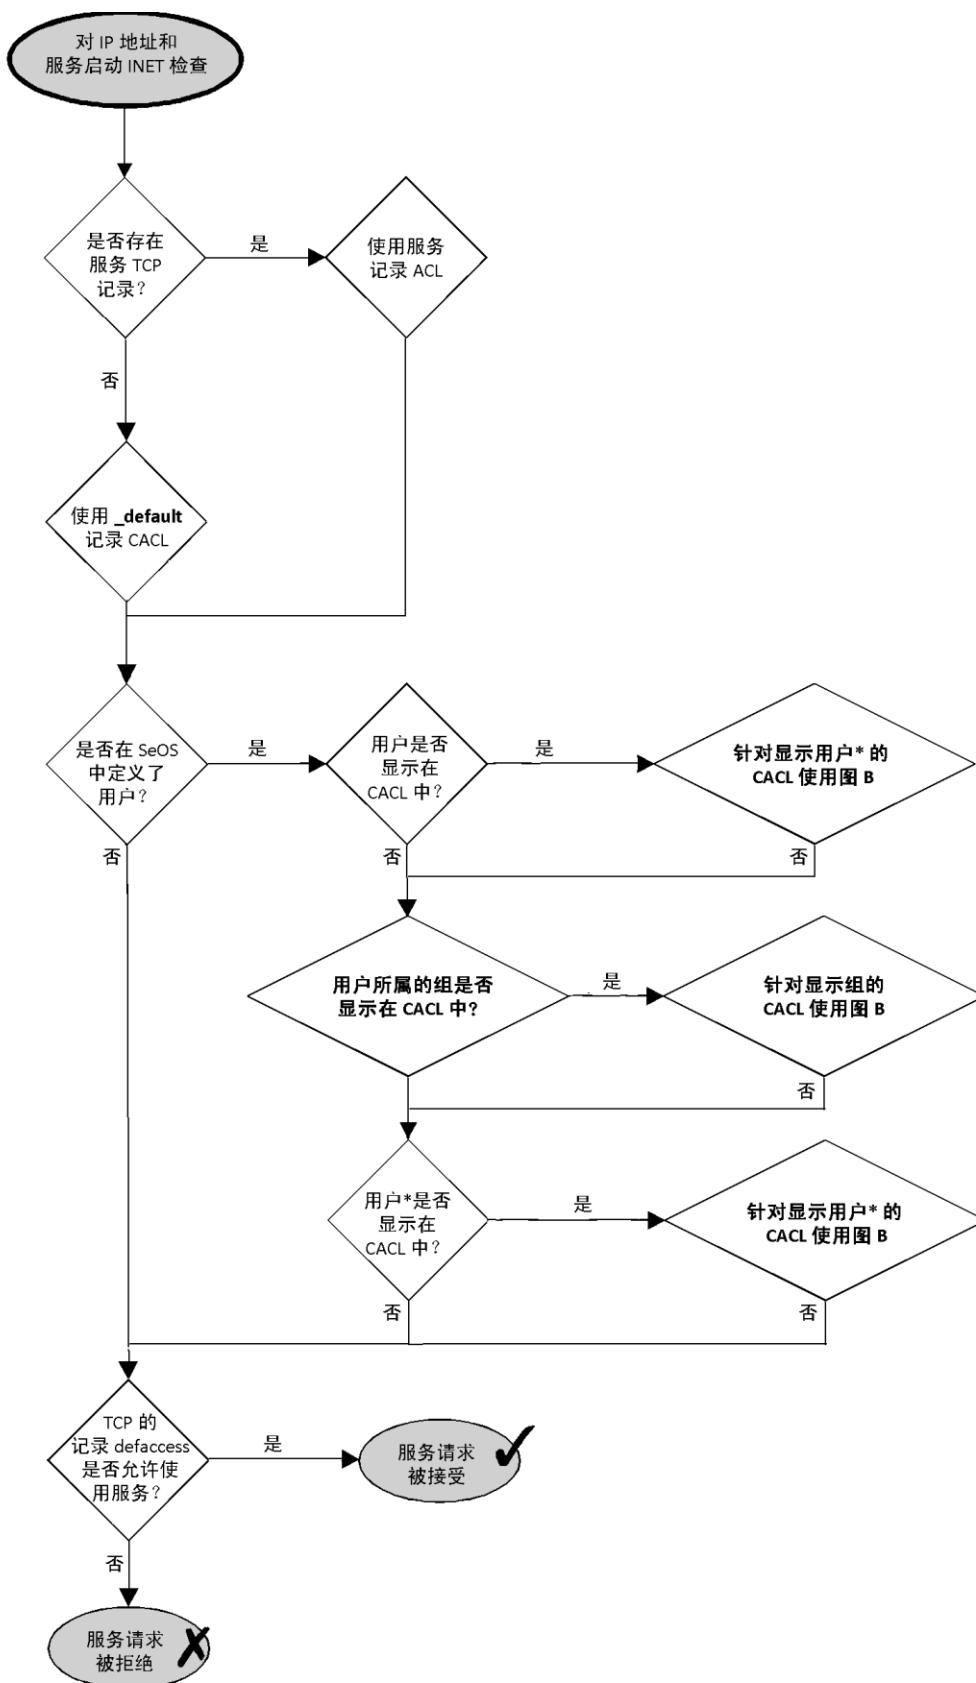 对 IP 地址和
服务启动 INET 检查
是否存在
服务 TCP
记录？
是
使用服务
记录 ACL
否
使用 _default
记录 CACL
是否在 SeOS
中定义了
用户？
是
用户是否
显示在
CACL 中？
是
针对显示用户* 的
CACL 使用图 B
否
否
否
用户所属的组是否
显示在 CACL 中?
是
针对显示组的
CACL 使用图 B
否
用户*是否
显示在
CACL 中？
是
针对显示用户* 的
CACL 使用图 B
否
否
TCP 的
记录 defaccess
是否允许使
用服务？
是
服务请求
被接受
否
服务请求
被拒绝